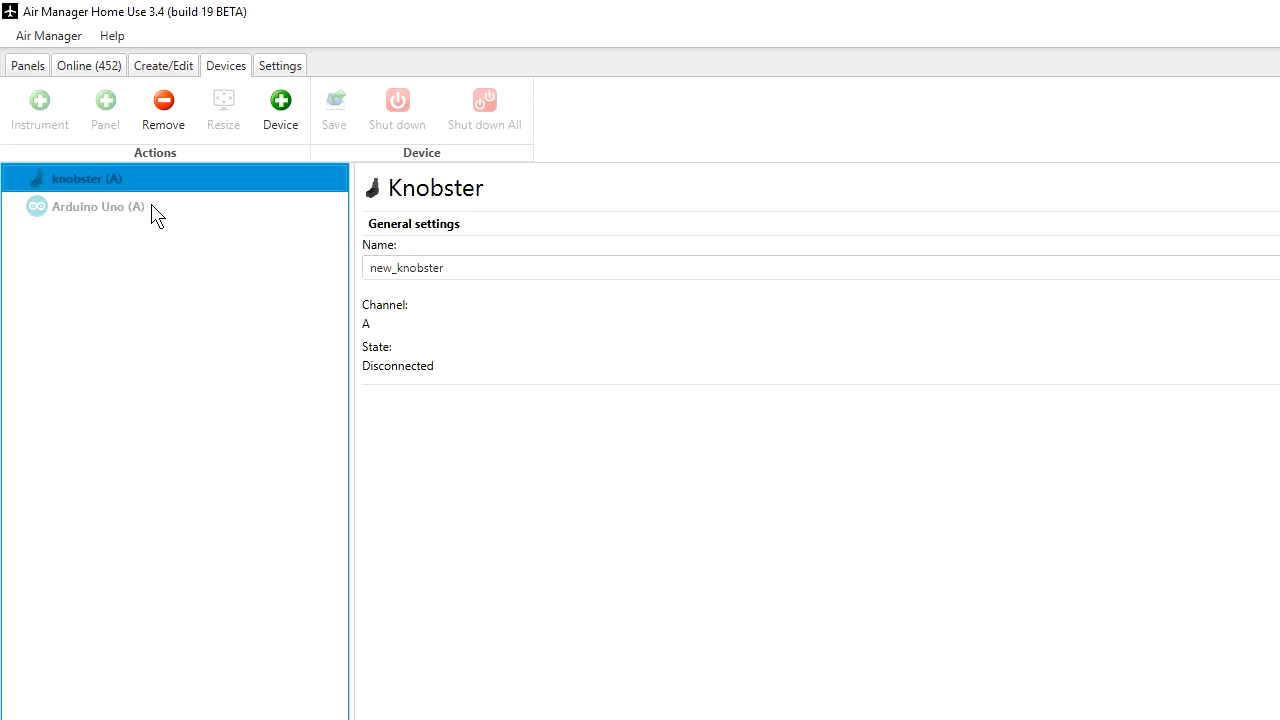 Air Manager Home Use 3.4 (build 19 BETA)
Air Manager Help
Panels Online (452) Create/Edit Devices Settings
Instrument Panel Remove Resize Device Save Shut down Shut down All
Actions Device
knobster (A)
Arduino Uno (A)
Knobster
General settings
Name:
new_knobster
Channel:
A
State:
Disconnected